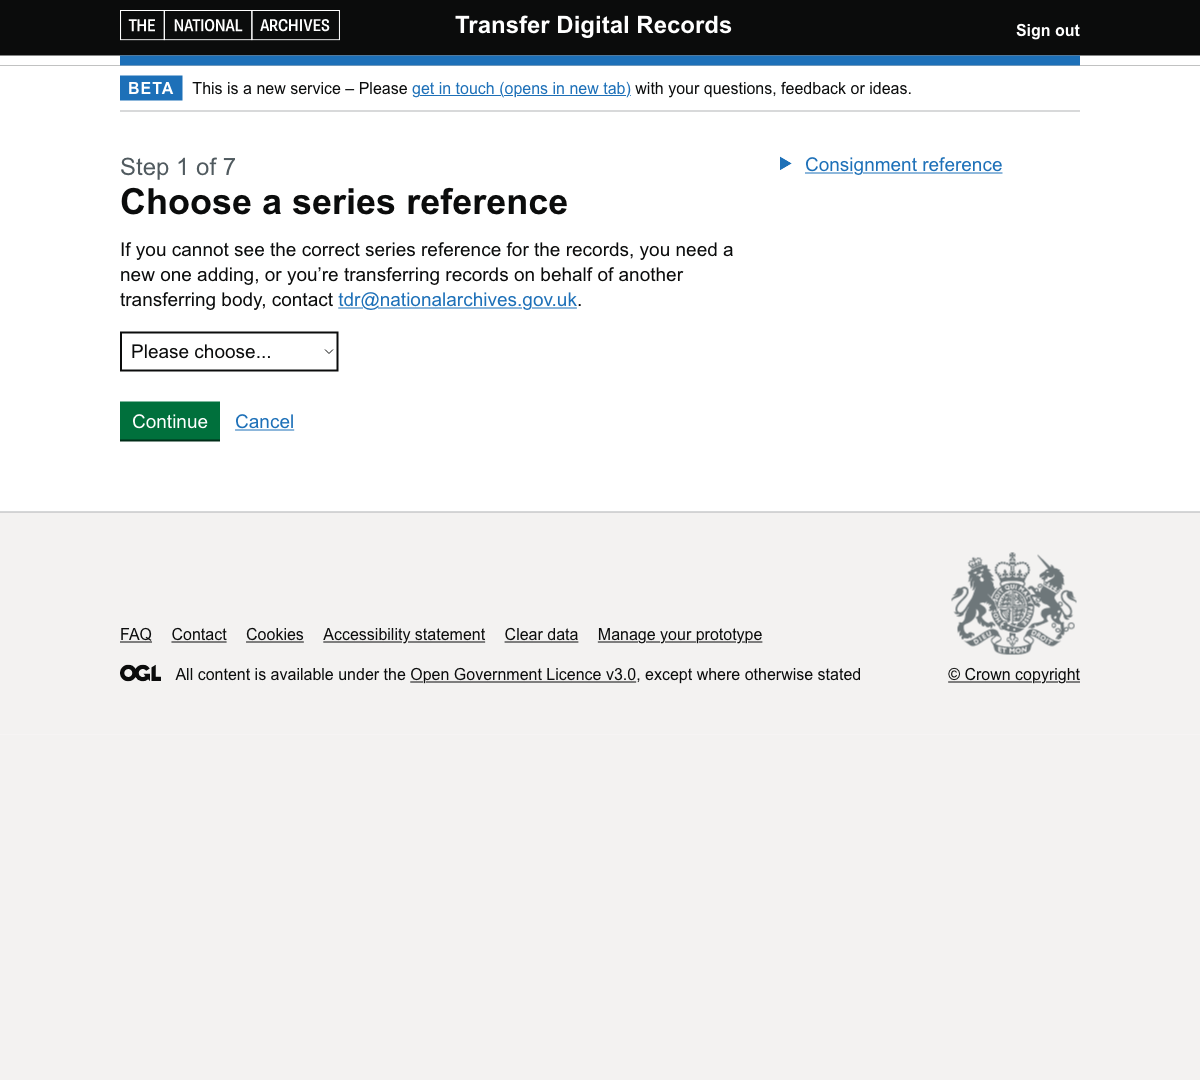 THE NATIONAL ARCHIVES
Transfer Digital Records
Sign out
BETA This is a new service – Please get in touch (opens in new tab) with your questions, feedback or ideas.
Step 1 of 7
Choose a series reference
If you cannot see the correct series reference for the records, you need a
new one adding, or you’re transferring records on behalf of another
transferring body, contact tdr@nationalarchives.gov.uk.
Please choose...
Continue Cancel
Consignment reference
FAQ Contact Cookies Accessibility statement Clear data Manage your prototype
OGL All content is available under the Open Government Licence v3.0, except where otherwise stated
© Crown copyright